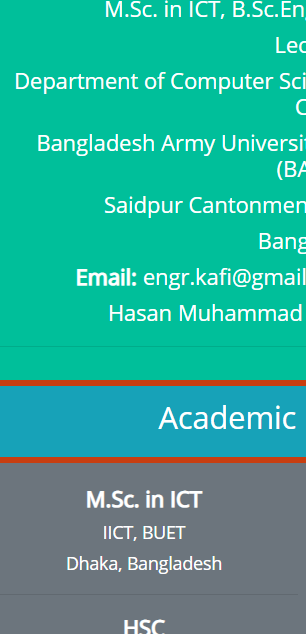 M.Sc. in ICT, B.Sc.En
Lec
Department of Computer Sci
Bangladesh Army Universi
(BA
Saidpur Cantonmen
Bang
Email: engr.kafi@gmail
Hasan Muhammad
Academic
M.Sc. in ICT
IICT, BUET
Dhaka, Bangladesh
HSC